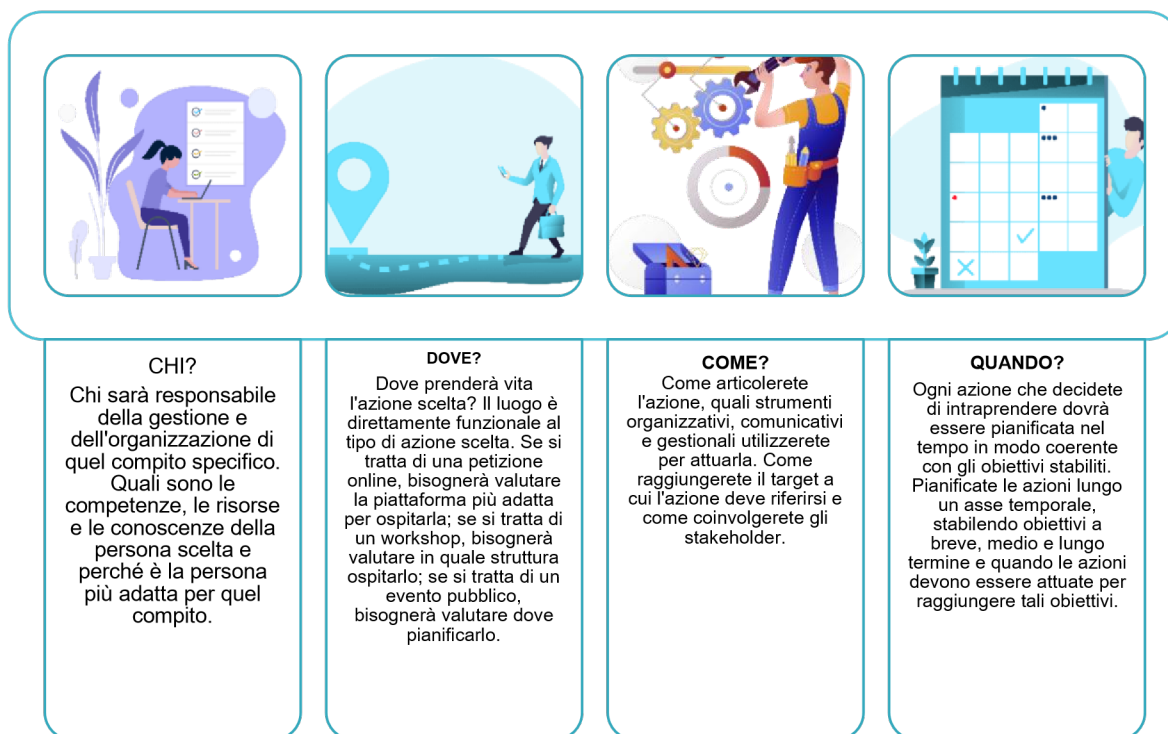 CHI?
Chi sarà responsabile
della gestione e
dell'organizzazione di
quel compito specifico.
Quali sono le
competenze, le risorse
e le conoscenze della
persona scelta e
perché è la persona
più adatta per quel
compito.
DOVE?
Dove prenderà vita
l'azione scelta? Il luogo è
direttamente funzionale al
tipo di azione scelta. Se si
tratta di una petizione
online, bisognerà valutare
la piattaforma più adatta
per ospitarla; se si tratta di
un workshop, bisognerà
valutare in quale struttura
ospitarlo; se si tratta di un
evento pubblico,
bisognerà valutare dove
pianificarlo.
COME?
Come articolerete
l'azione, quali strumenti
organizzativi, comunicativi
e gestionali utilizzerete
per attuarla. Come
raggiungerete il target a
cui l'azione deve riferirsi e
come coinvolgerete gli
stakeholder.
QUANDO?
Ogni azione che decidete
di intraprendere dovrà
essere pianificata nel
tempo in modo coerente
con gli obiettivi stabiliti.
Pianificate le azioni lungo
un asse temporale,
stabilendo obiettivi a
breve, medio e lungo
termine e quando le azioni
devono essere attuate per
raggiungere tali obiettivi.